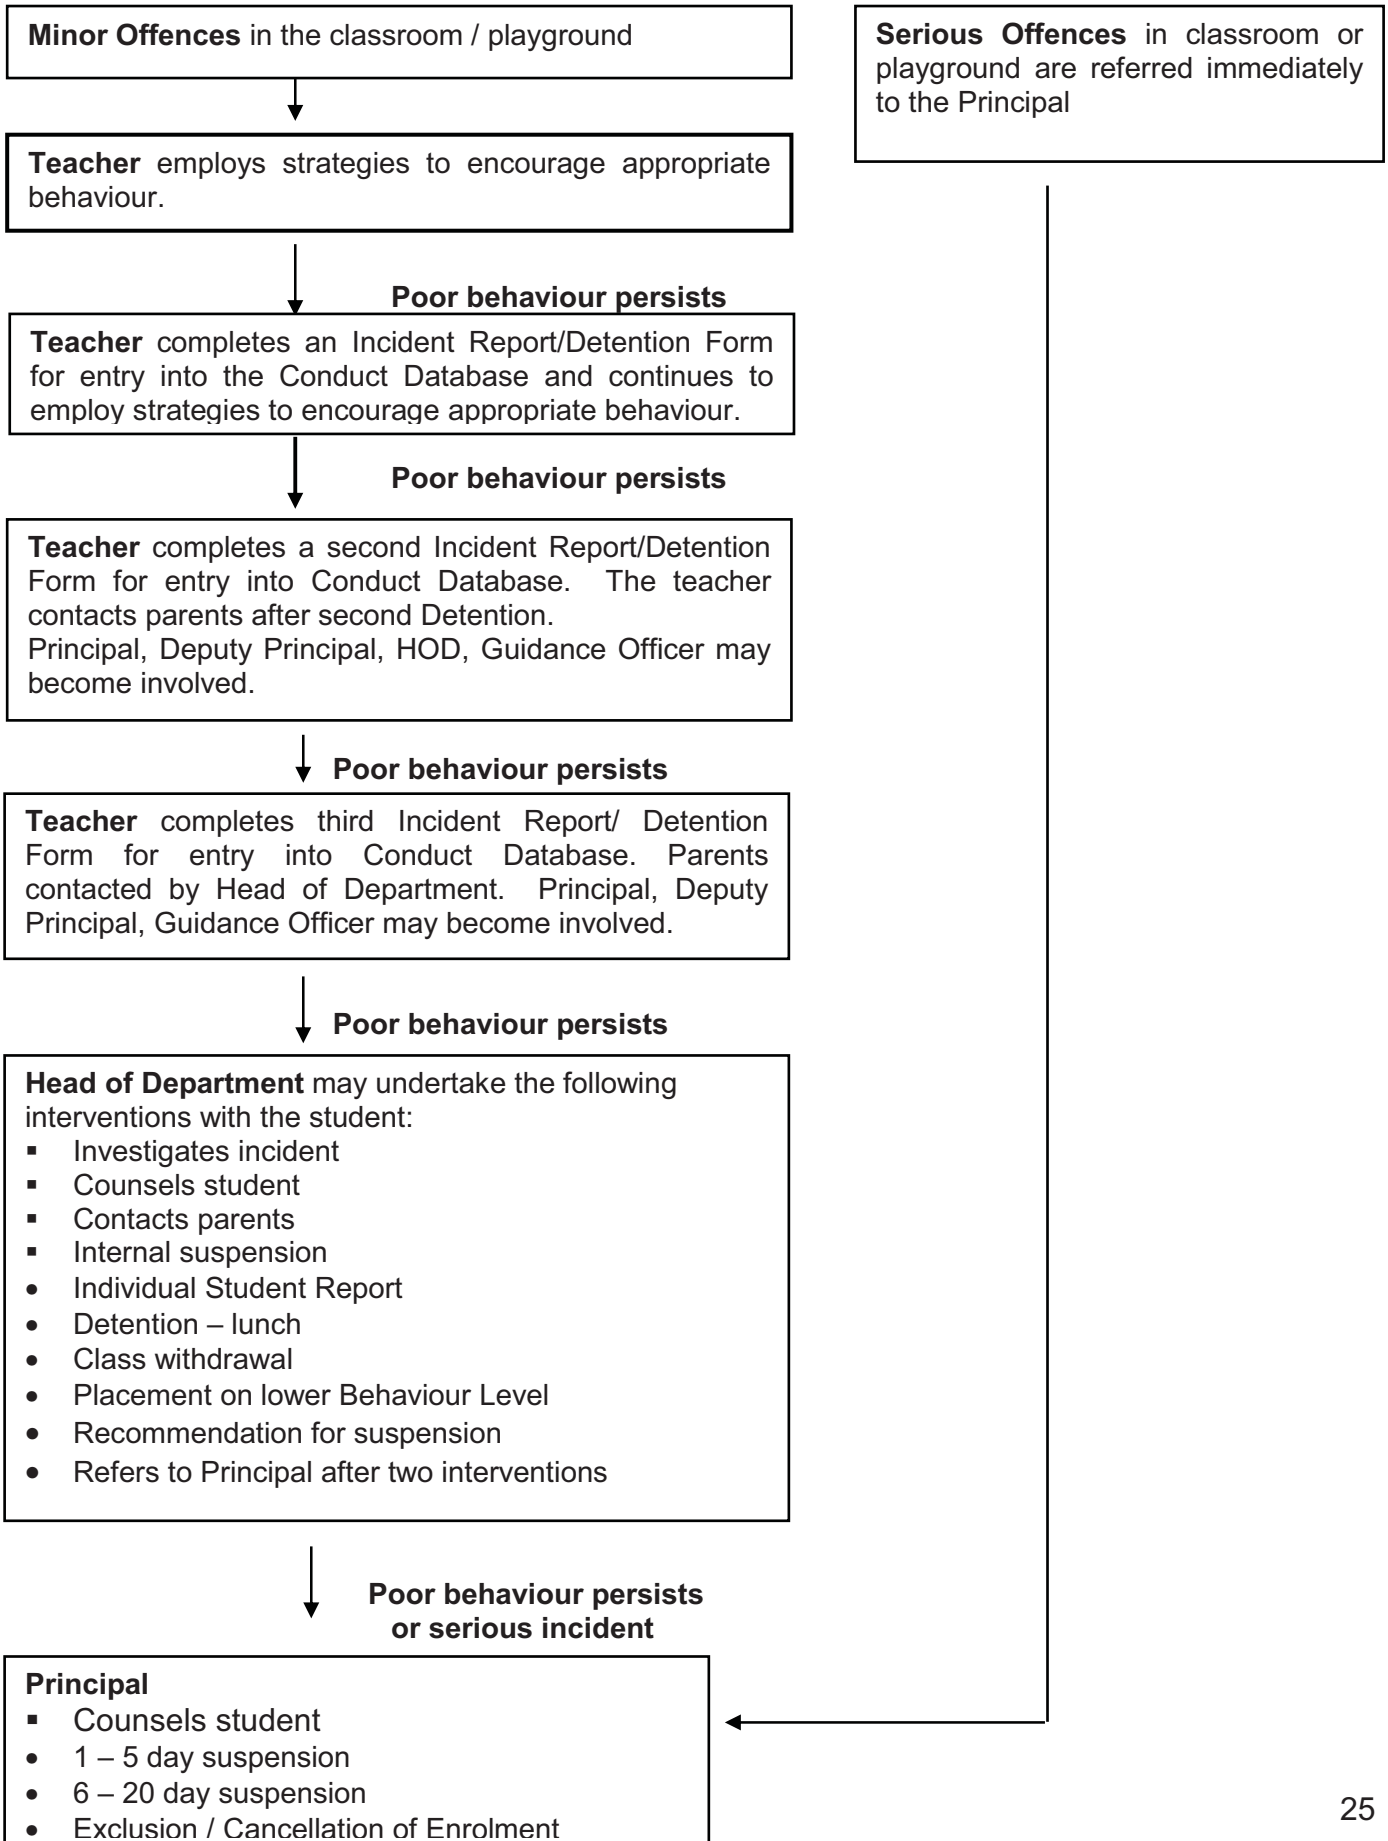 Minor Offences in the classroom / playground
Serious Offences in classroom or
playground are referred immediately
to the Principal
Teacher employs strategies to encourage appropriate
behaviour.
Poor behaviour persists
Teacher completes an Incident Report/Detention Form
for entry into the Conduct Database and continues to
employ strategies to encourage appropriate behaviour.
Poor behaviour persists
Teacher completes a second Incident Report/Detention
Form for entry into Conduct Database. The teacher
contacts parents after second Detention.
Principal, Deputy Principal, HOD, Guidance Officer may
become involved.
Poor behaviour persists
Teacher completes third Incident Report/ Detention
Form for entry into Conduct Database. Parents
contacted by Head of Department. Principal, Deputy
Principal, Guidance Officer may become involved.
Poor behaviour persists
Head of Department may undertake the following
interventions with the student:
▪ Investigates incident
▪ Counsels student
▪ Contacts parents
▪ Internal suspension
• Individual Student Report
• Detention – lunch
• Class withdrawal
• Placement on lower Behaviour Level
• Recommendation for suspension
• Refers to Principal after two interventions
Poor behaviour persists
or serious incident
Principal
▪ Counsels student
• 1 – 5 day suspension
• 6 – 20 day suspension
• Exclusion / Cancellation of Enrolment
25